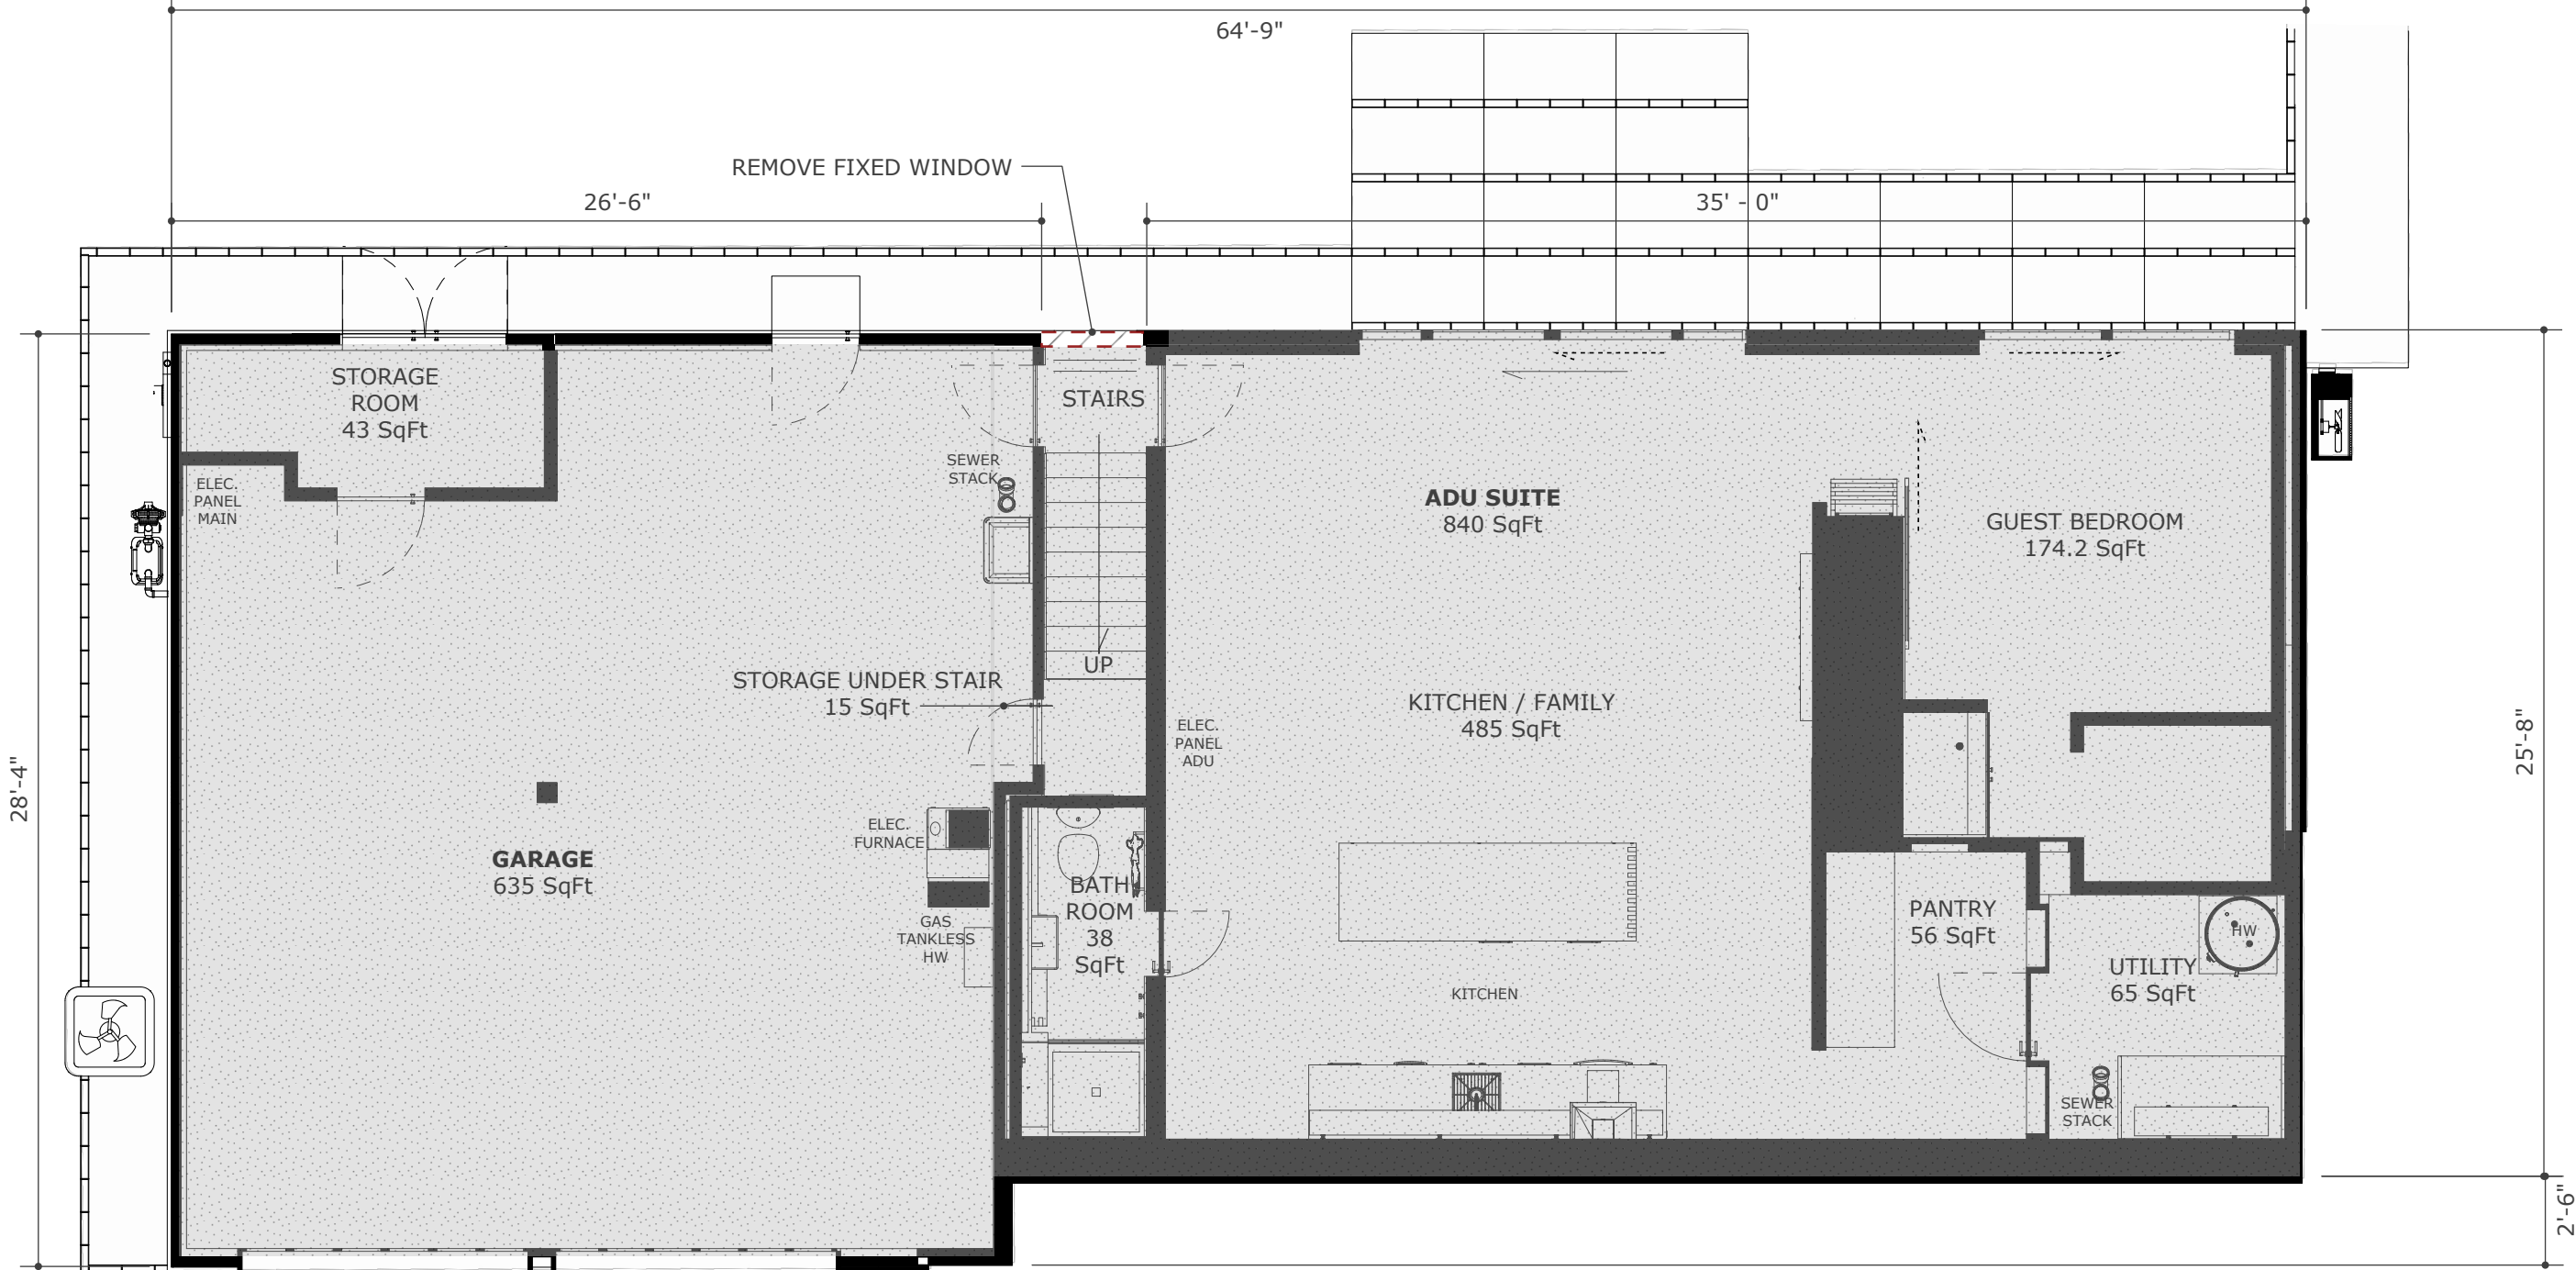 64'-9"
REMOVE FIXED WINDOW
26'-6"
35' - 0"
STORAGE
ROOM
43 SqFt
STAIRS
ELEC.
PANEL
MAIN
SEWER
STACK
ADU SUITE
840 SqFt
GUEST BEDROOM
174.2 SqFt
STORAGE UNDER STAIR
15 SqFt
UP
KITCHEN / FAMILY
485 SqFt
ELEC.
PANEL
ADU
28'-4"
25'-8"
ELEC.
FURNACE
GARAGE
635 SqFt
BATH
ROOM
38
SqFt
GAS
TANKLESS
HW
PANTRY
56 SqFt
HW
UTILITY
65 SqFt
KITCHEN
SEWER
STACK
2'-6"